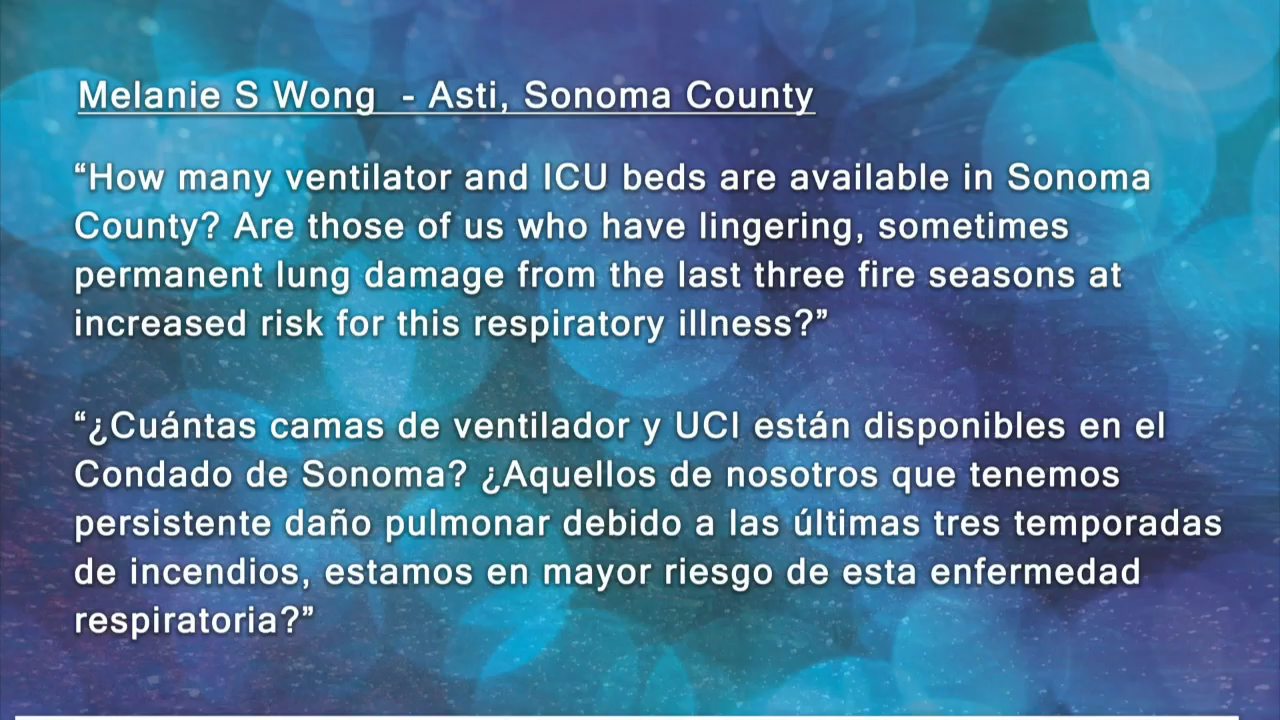 Melanie S Wong  - Asti, Sonoma County
“How many ventilator and ICU beds are available in Sonoma
County? Are those of us who have lingering, sometimes
permanent lung damage from the last three fire seasons at
increased risk for this respiratory illness?”
“¿Cuántas camas de ventilador y UCI están disponibles en el
Condado de Sonoma? ¿Aquellos de nosotros que tenemos
persistente daño pulmonar debido a las últimas tres temporadas
de incendios, estamos en mayor riesgo de esta enfermedad
respiratoria?”